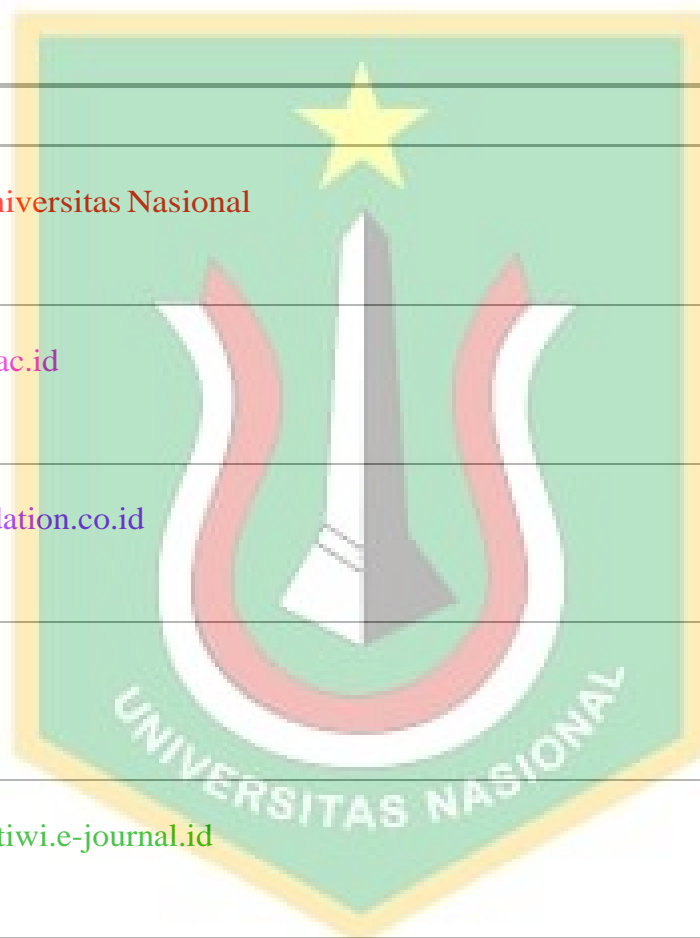 niversitas Nasional
ac.id
lation.co.id
tiwi.e-journal.id
UNIVERSITAS NASIONAL